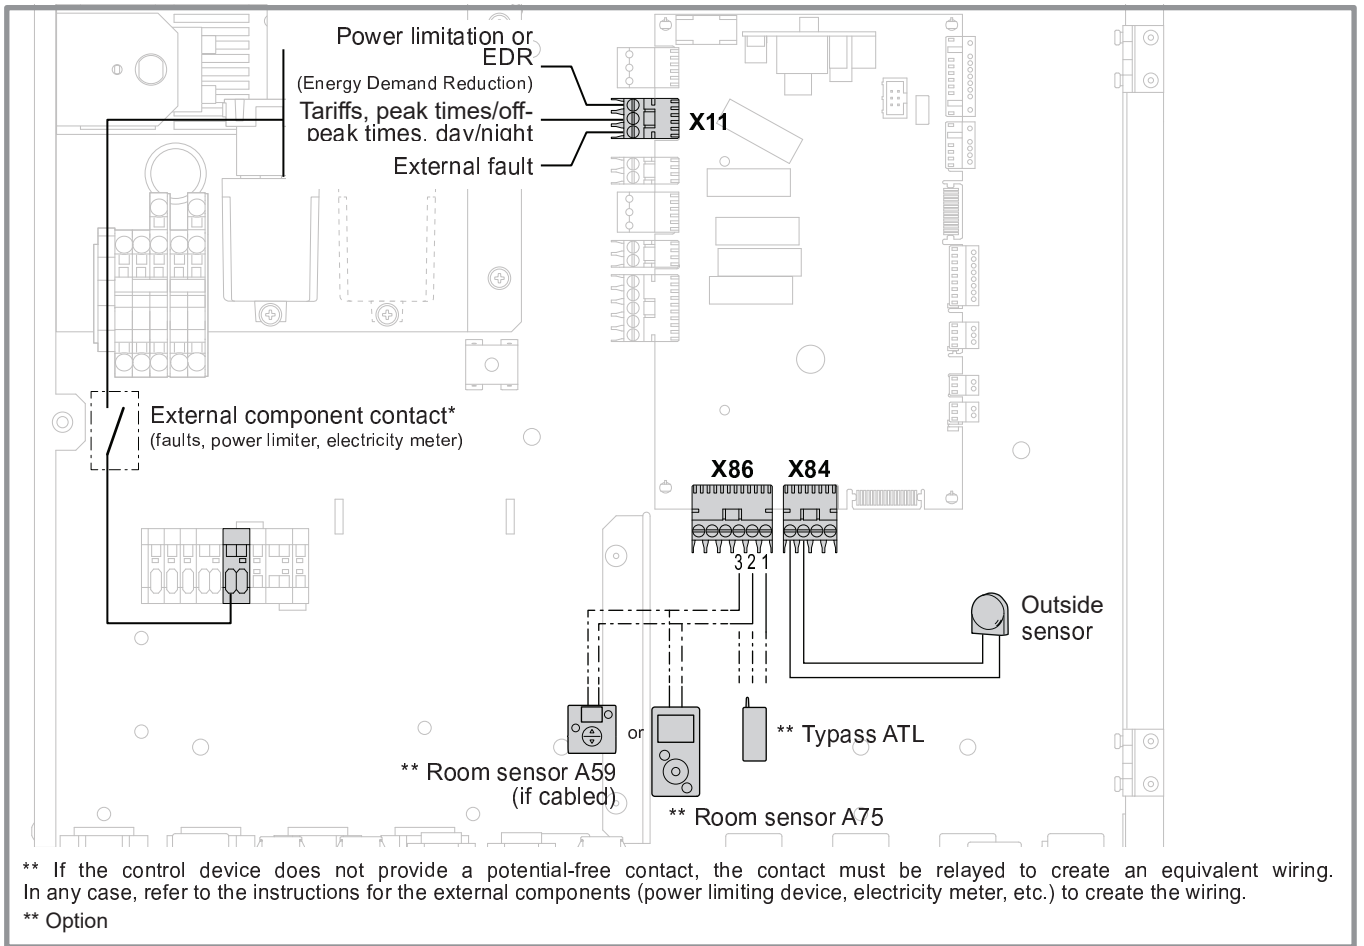 Power limitation or
EDR
(Energy Demand Reduction)
Tariffs, peak times/off-
peak times, day/night
External fault
X11
External component contact*
(faults, power limiter, electricity meter)
X86 X84
3 2 1
Outside
sensor
or
** Typass ATL
** Room sensor A59
(if cabled)
** Room sensor A75
** If the control device does not provide a potential-free contact, the contact must be relayed to create an equivalent wiring.
In any case, refer to the instructions for the external components (power limiting device, electricity meter, etc.) to create the wiring.
** Option